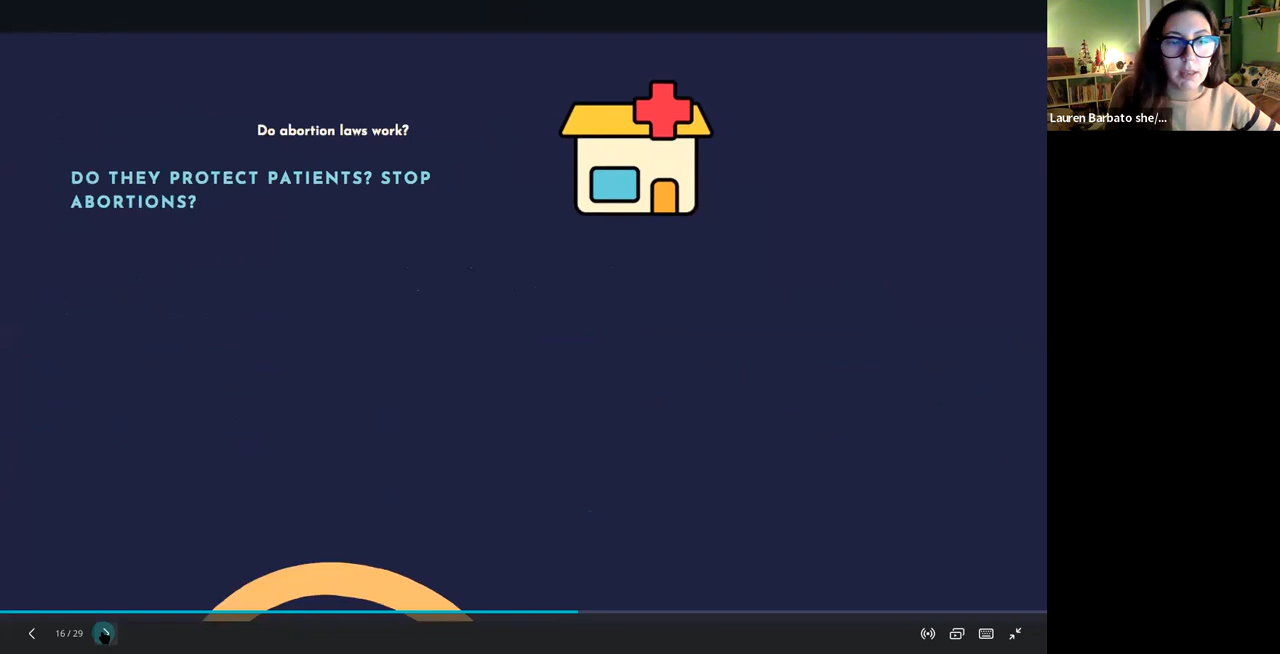 Do abortion laws work?
DO THEY PROTECT PATIENTS? STOP
ABORTIONS?
Lauren Barbato she/...
16 / 29